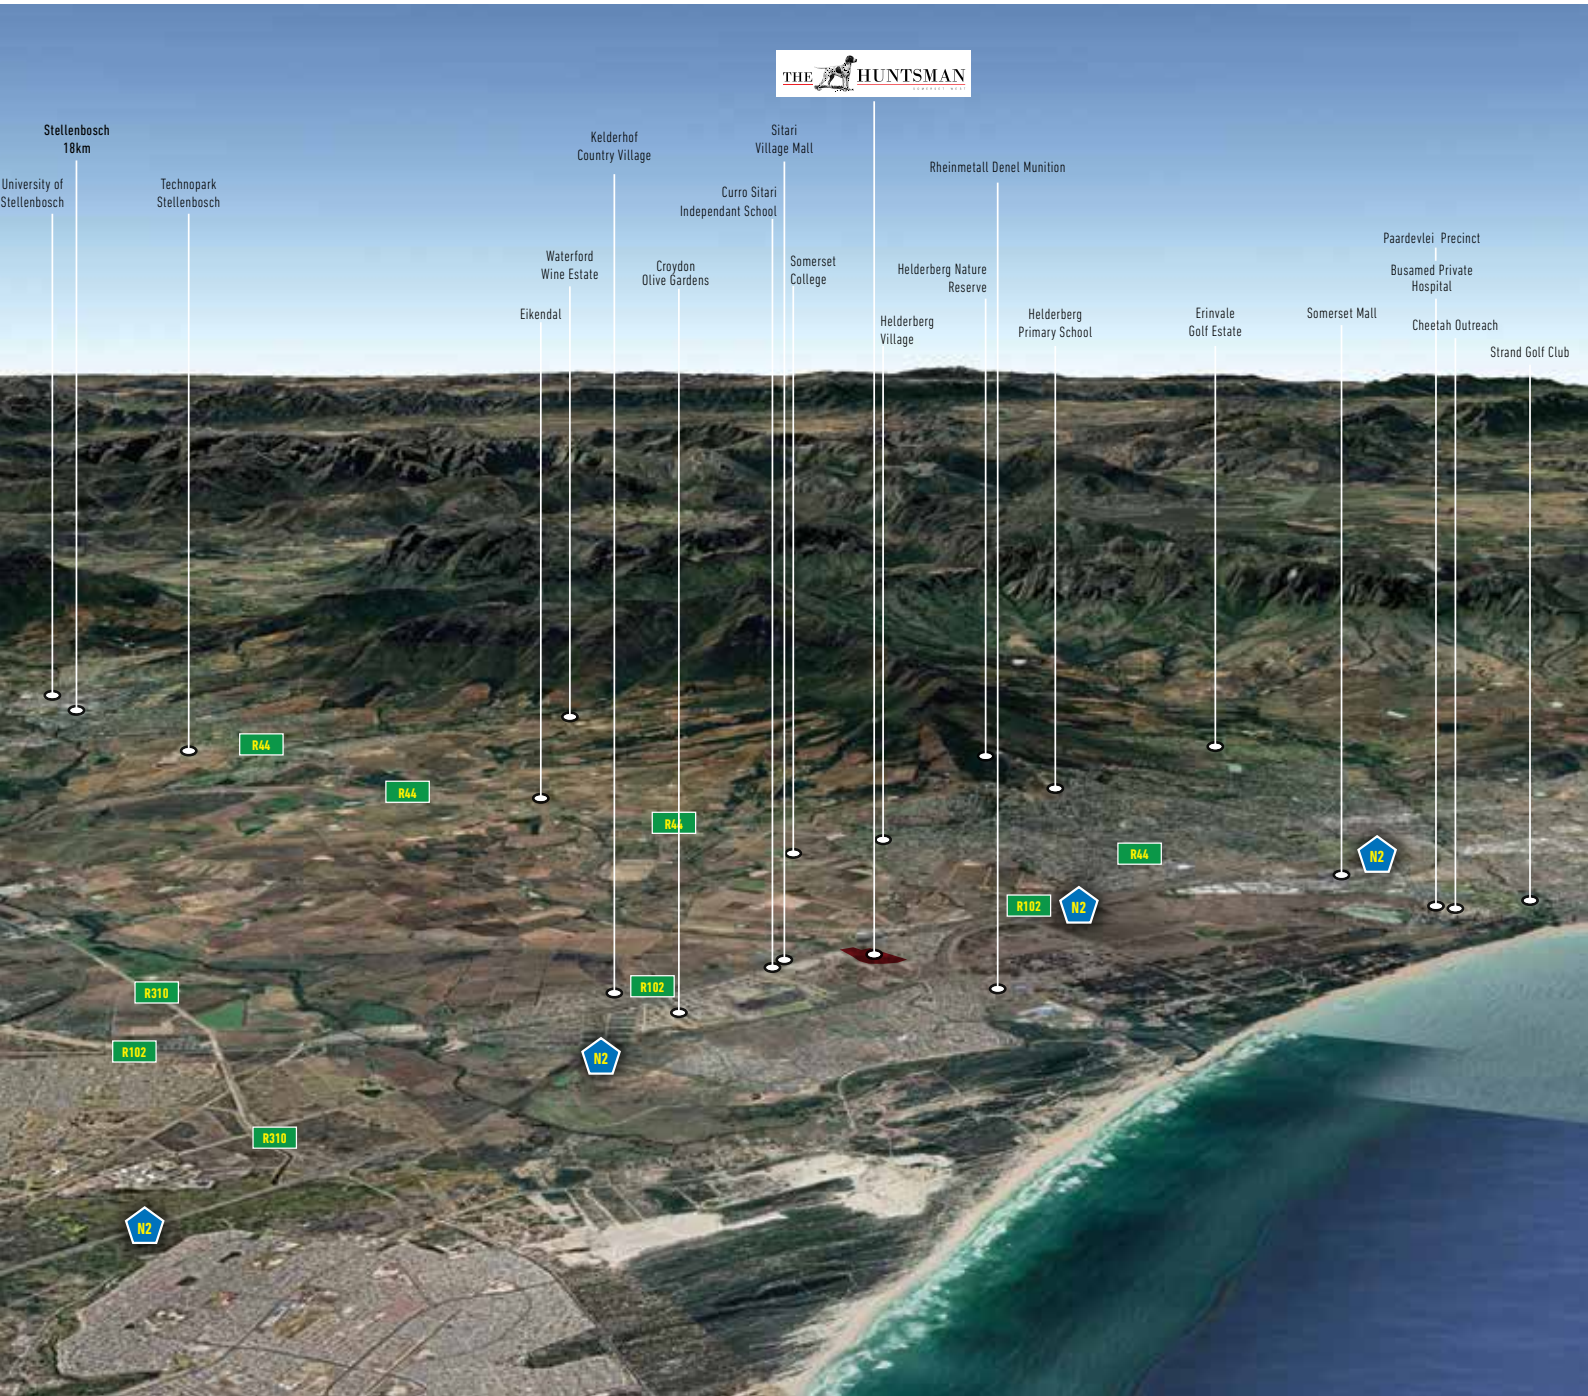 THE HUNTSMAN
SOMERSET WEST
Stellenbosch
18km
University of
Stellenbosch
Technopark
Stellenbosch
Eikendal
Waterford
Wine Estate
Kelderhof
Country Village
Croydon
Olive Gardens
Curro Sitari
Independant School
Sitari
Village Mall
Somerset
College
Helderberg
Village
Helderberg Nature
Reserve
Rheinmetall Denel Munition
Helderberg
Primary School
Erinvale
Golf Estate
Somerset Mall
Paardevlei Precinct
Busamed Private
Hospital
Cheetah Outreach
Strand Golf Club
R44
R44
R44
R44
N2
R102
N2
R310
R102
R102
N2
R310
N2